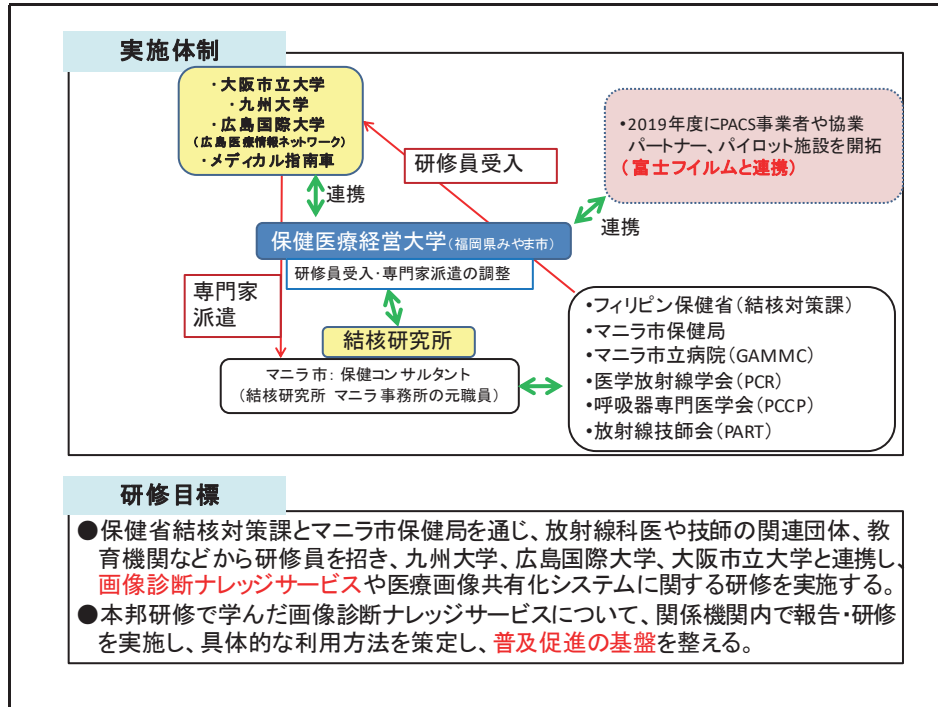 実施体制
・大阪市立大学
・九州大学
・広島国際大学
（広島医療情報ネットワーク）
・メディカル指南車
研修員受入
•2019年度にPACS事業者や協業
パートナー、パイロット施設を開拓
（富士フイルムと連携）
連携
連携
保健医療経営大学（福岡県みやま市）
研修員受入・専門家派遣の調整
専門家
派遣
結核研究所
マニラ市： 保健コンサルタント
（結核研究所 マニラ事務所の元職員）
•フィリピン保健省（結核対策課）
•マニラ市保健局
•マニラ市立病院（GAMMC）
•医学放射線学会（PCR）
•呼吸器専門医学会（PCCP）
•放射線技師会（PART）
研修目標
●保健省結核対策課とマニラ市保健局を通じ、放射線科医や技師の関連団体、教
育機関などから研修員を招き、九州大学、広島国際大学、大阪市立大学と連携し、
画像診断ナレッジサービスや医療画像共有化システムに関する研修を実施する。
●本邦研修で学んだ画像診断ナレッジサービスについて、関係機関内で報告・研修
を実施し、具体的な利用方法を策定し、普及促進の基盤を整える。